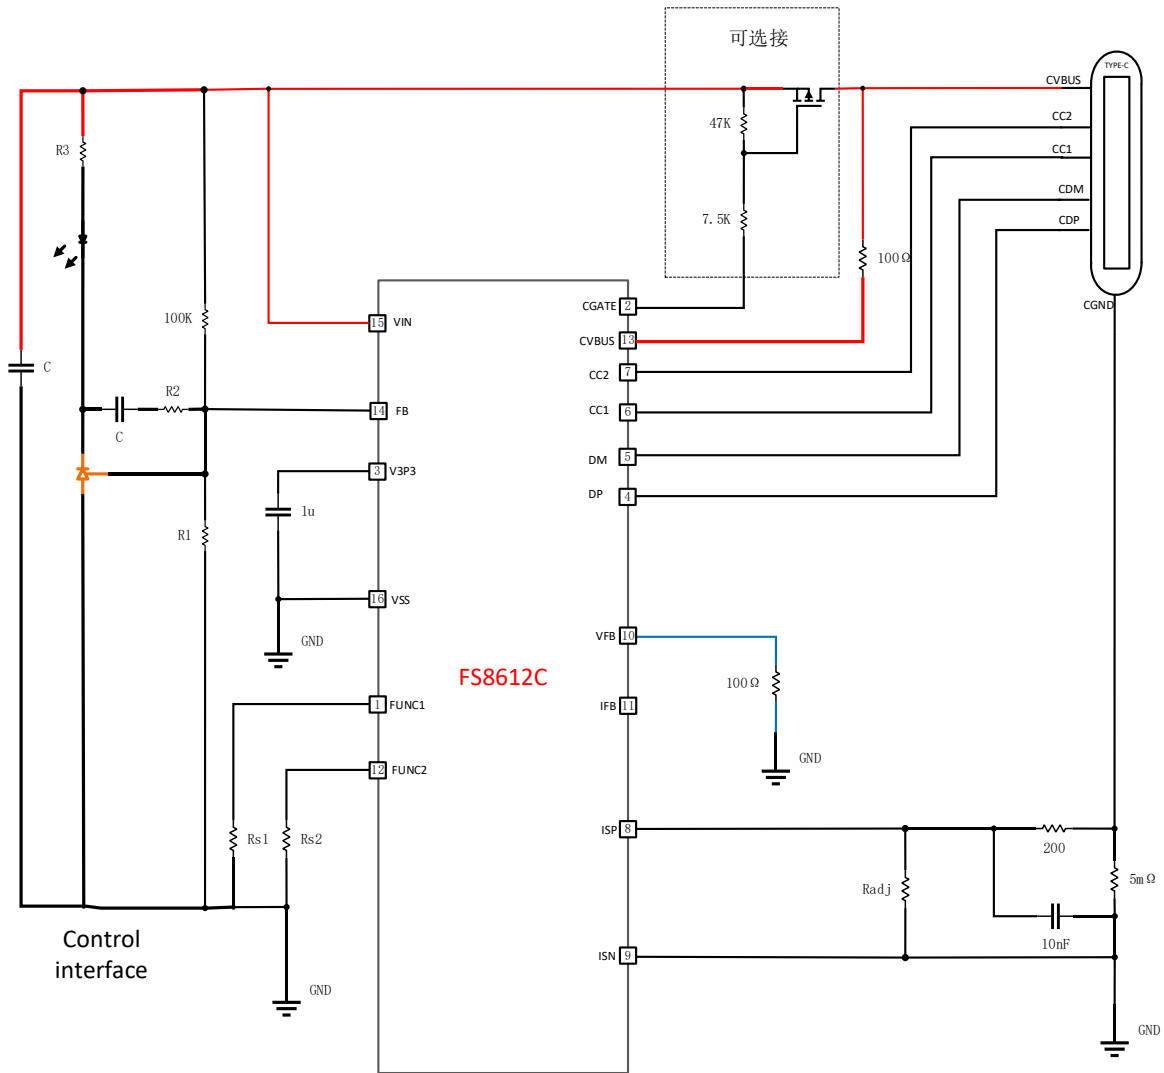 可选接
TYPE-C
CVBUS
CC2
CC1
CDM
CDP
CGND
47K
7.5K
100Ω
R3
100K
C
R2
C
R1
1u
GND
15 VIN
14 FB
3 V3P3
16 VSS
1 FUNC1
12 FUNC2
FS8612C
CGATE 2
CVBUS 13
CC2 7
CC1 6
DM 5
DP 4
VFB 10
IFB 11
ISP 8
ISN 9
100Ω
GND
Rs1
Rs2
200
Radj
5mΩ
10nF
Control
interface
GND
GND